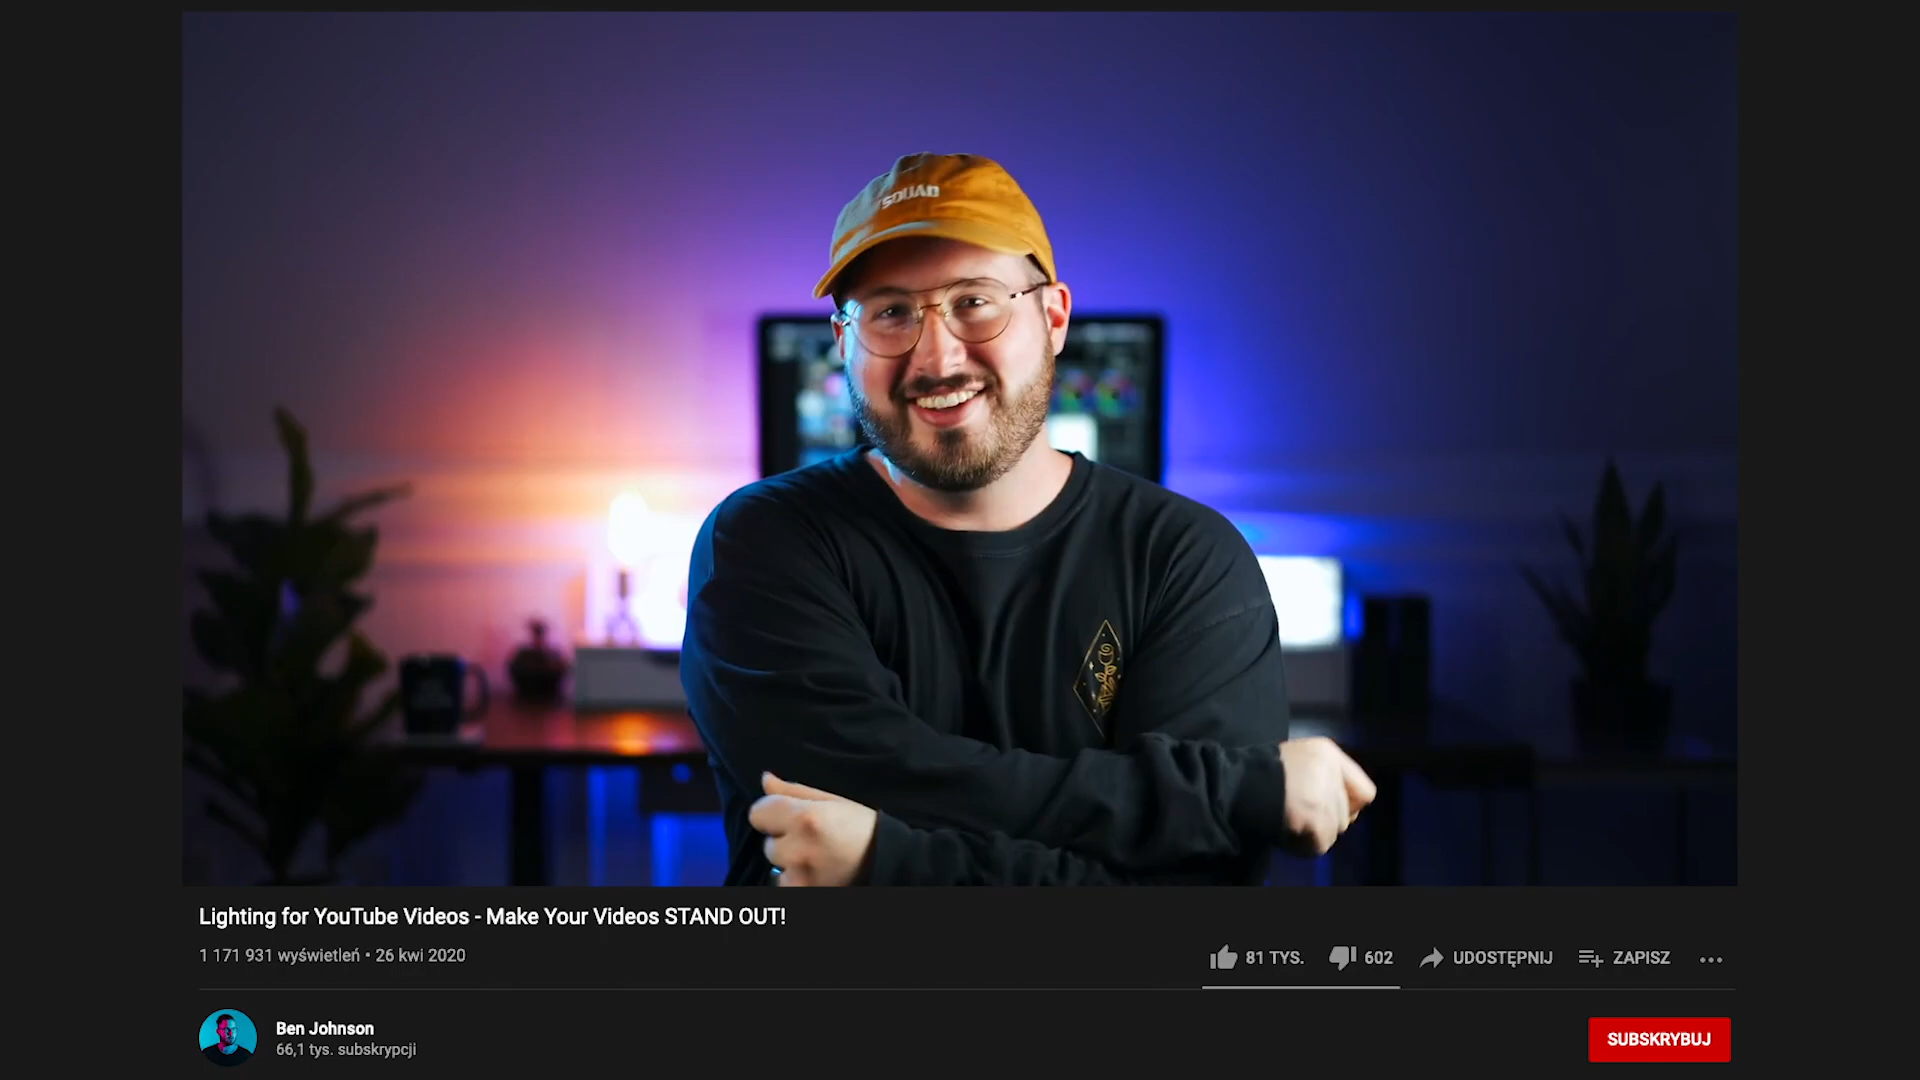 SQUAD
Lighting for YouTube Videos - Make Your Videos STAND OUT!
1 171 931 wyświetleń • 26 kwi 2020
81 TYS. 602 UDOSTĘPNIJ ZAPISZ
Ben Johnson
66,1 tys. subskrypcji
SUBSKRYBUJ